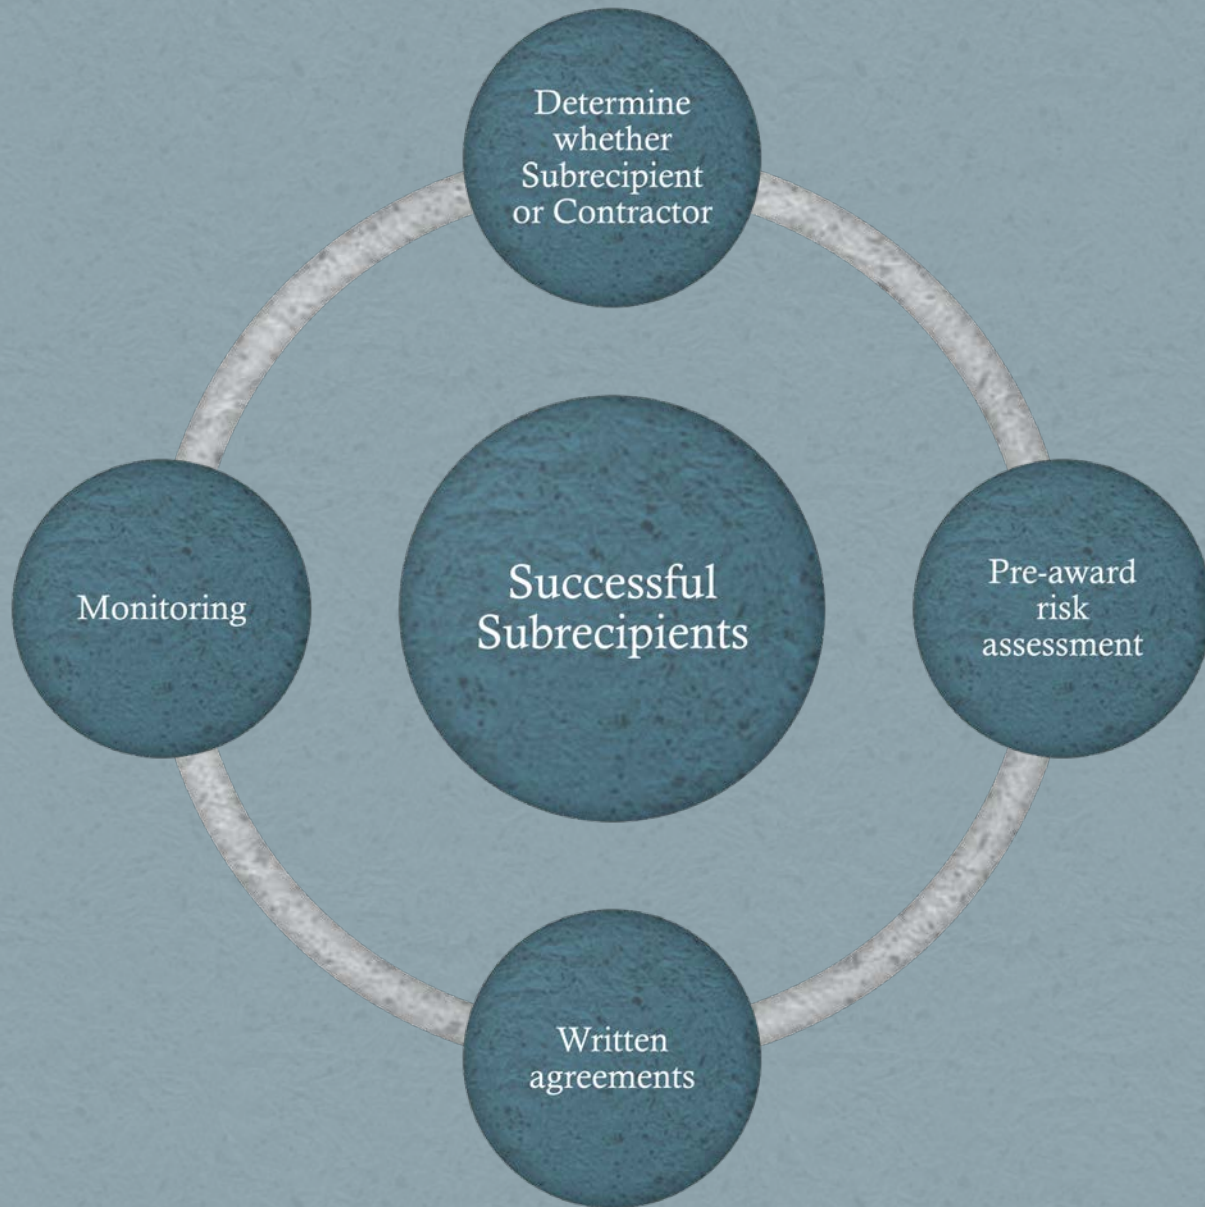 Determine
whether
Subrecipient
or Contractor
Pre-award
risk
assessment
Written
agreements
Monitoring
Successful
Subrecipients